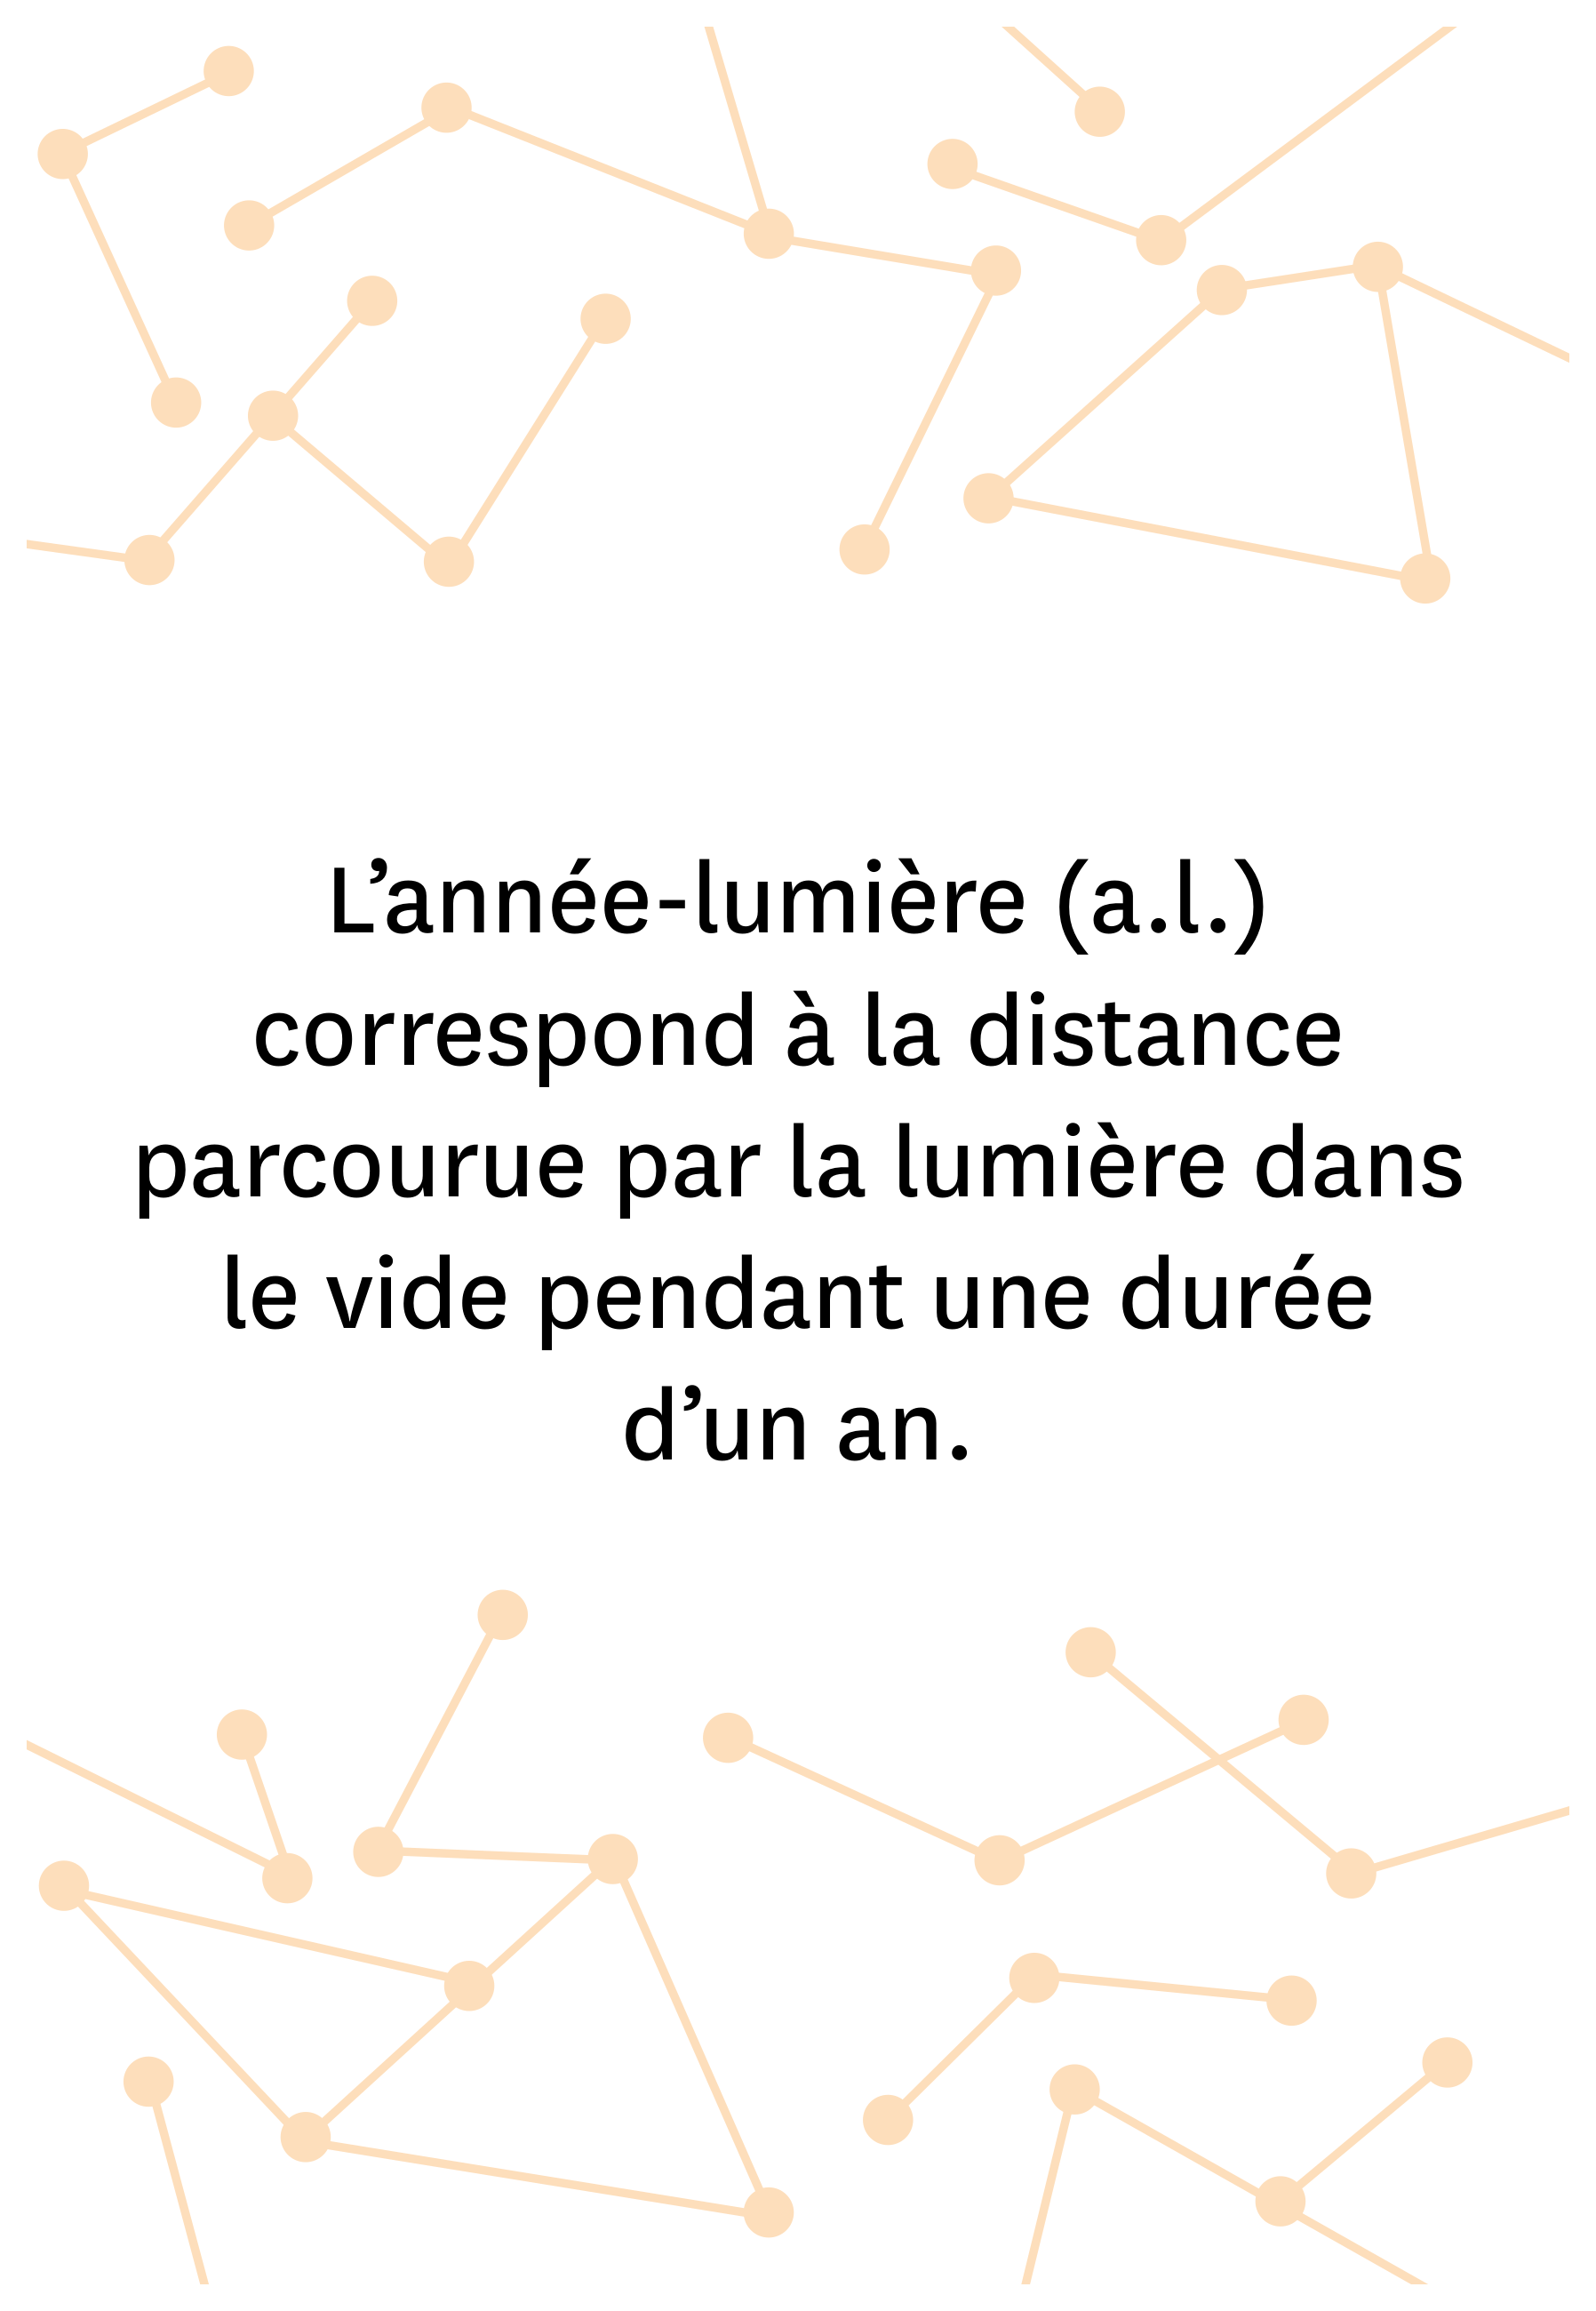 L’année-lumière (a.l.)
correspond à la distance
parcourue par la lumière dans
le vide pendant une durée
d’un an.